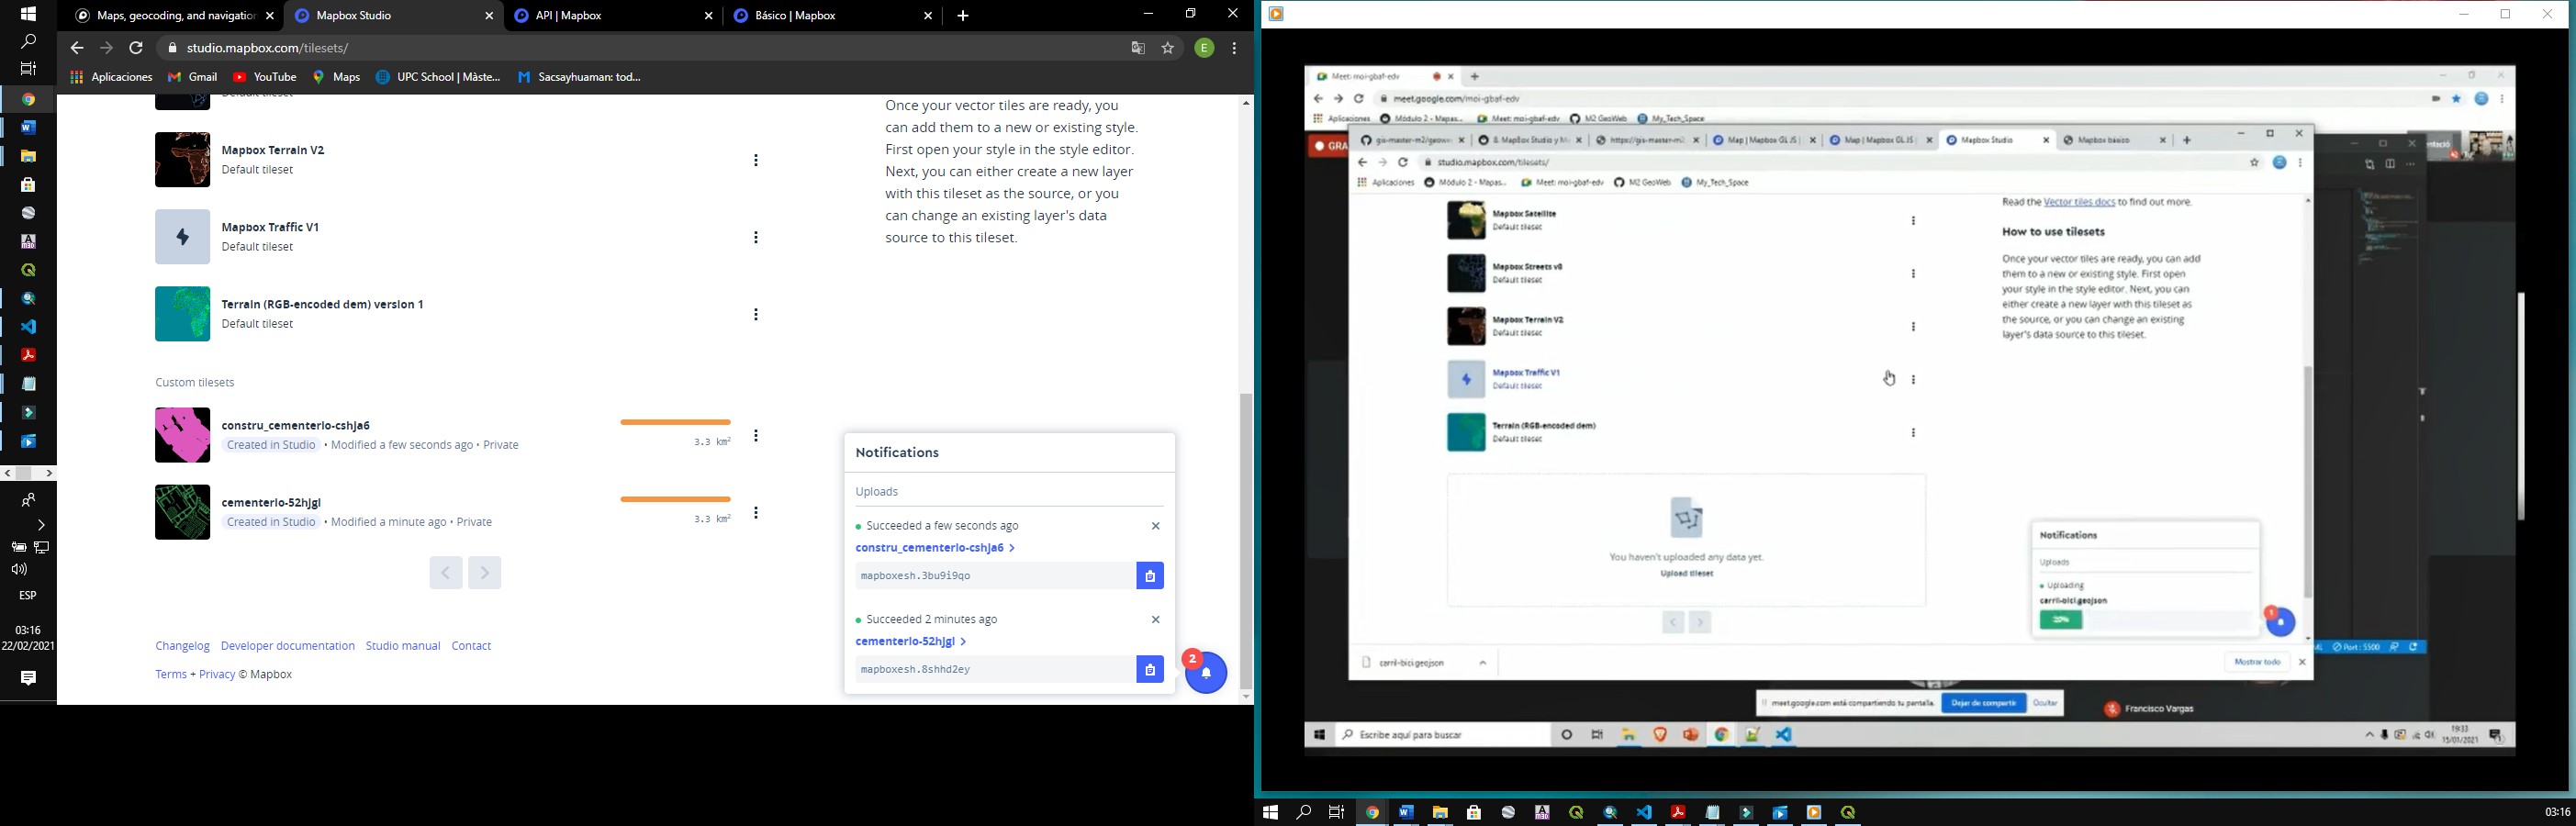 Maps, geocoding, and navigation
Mapbox Studio
API | Mapbox
Básico | Mapbox
studio.mapbox.com/tilesets/
E
Aplicaciones
Gmail
YouTube
Maps
UPC School | Màste...
Sacsayhuaman: tod...
Default tileset
Mapbox Terrain V2
Default tileset
Mapbox Traffic V1
Default tileset
Terrain (RGB-encoded dem) version 1
Default tileset
Once your vector tiles are ready, you
can add them to a new or existing style.
First open your style in the style editor.
Next, you can either create a new layer
with this tileset as the source, or you
can change an existing layer's data
source to this tileset.
Custom tilesets
constru_cementerio-cshja6
Created in Studio • Modified a few seconds ago • Private
3.3 km²
cementerio-52hjgl
Created in Studio • Modified a minute ago • Private
3.3 km²
Notifications
Uploads
Succeeded a few seconds ago
constru_cementerio-cshja6 >
mapboxesh.3bu9i9qo
Succeeded 2 minutes ago
cementerio-52hjgl >
mapboxesh.8shhd2ey
2
Changelog Developer documentation Studio manual Contact
Terms + Privacy © Mapbox
ESP
03:16
22/02/2021
Meet: moi-gbaf-edv
meet.google.com/moi-gbaf-edv
Aplicaciones
Módulo 2 - Mapas...
Meet: moi-gbaf-edv
M2 GeoWeb
My_Tech_Space
GRA
gis-master-m2/geow
8. MapBox Studio y M
https://gis-master-m2
Map | Mapbox GL JS |
Map | Mapbox GL JS |
Mapbox Studio
Mapbox básico
studio.mapbox.com/tilesets/
Aplicaciones
Módulo 2 - Mapas...
Meet: moi-gbaf-edv
M2 GeoWeb
My_Tech_Space
Mapbox Satellite
Default tileset
Mapbox Streets v8
Default tileset
Mapbox Terrain V2
Default tileset
Mapbox Traffic V1
Default tileset
Terrain (RGB-encoded dem)
Default tileset
Read the Vector tiles docs to find out more.
How to use tilesets
Once your vector tiles are ready, you can add
them to a new or existing style. First open
your style in the style editor. Next, you can
either create a new layer with this tileset as
the source, or you can change an existing
layer's data source to this tileset.
You haven't uploaded any data yet.
Upload tileset
Notifications
Uploads
Uploading
carril-bici.geojson
20%
1
carril-bici.geojson
Mostrar todo
Port : 5500
meet.google.com está compartiendo tu pantalla.
Dejar de compartir
Ocultar
Francisco Vargas
Escribe aquí para buscar
19:33
15/01/2021
03:16